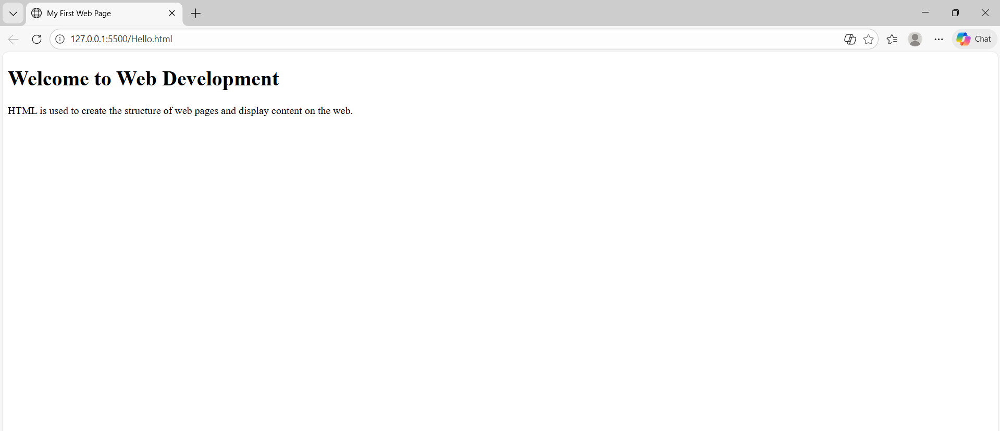 My First Web Page
127.0.0.1:5500/Hello.html
Chat
Welcome to Web Development
HTML is used to create the structure of web pages and display content on the web.